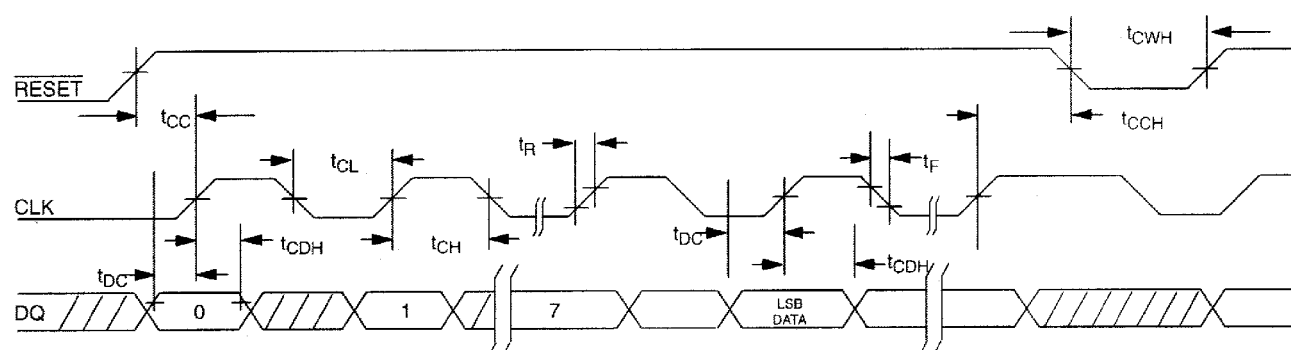 tCWH
RESET
tCC
tCCH
tR
tCL
tF
CLK
tCDH
tCH
tDC
tDC
tCDH
DQ
0
1
7
LSB
DATA